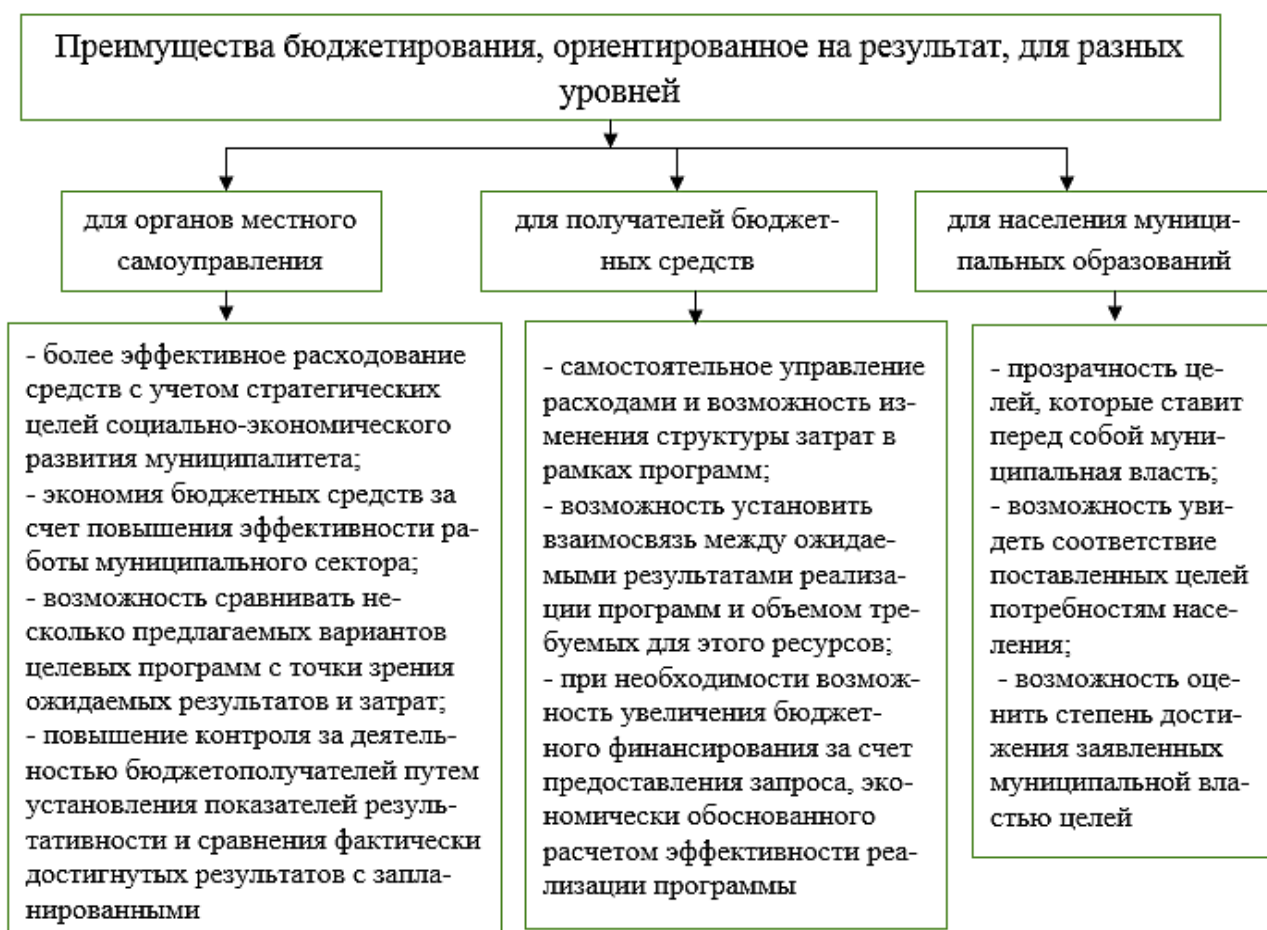 Преимущества бюджетирования, ориентированное на результат, для разных
уровней
для органов местного
самоуправления
для получателей бюджет-
ных средств
для населения муници-
пальных образований
- более эффективное расходование
средств с учетом стратегических
целей социально-экономического
развития муниципалитета;
- экономия бюджетных средств за
счет повышения эффективности ра-
боты муниципального сектора;
- возможность сравнивать не-
сколько предлагаемых вариантов
целевых программ с точки зрения
ожидаемых результатов и затрат;
- повышение контроля за деятель-
ностью бюджетополучателей путем
установления показателей резуль-
тативности и сравнения фактически
достигнутых результатов с запла-
нированными
- самостоятельное управление
расходами и возможность из-
менения структуры затрат в
рамках программ;
- возможность установить
взаимосвязь между ожидае-
мыми результатами реализа-
ции программ и объемом тре-
буемых для этого ресурсов;
- при необходимости возмож-
ность увеличения бюджет-
ного финансирования за счет
предоставления запроса, эко-
номически обоснованного
расчетом эффективности реа-
лизации программы
- прозрачность це-
лей, которые ставит
перед собой муни-
ципальная власть;
- возможность уви-
деть соответствие
поставленных целей
потребностям насе-
ления;
- возможность оце-
нить степень дости-
жения заявленных
муниципальной вла-
стью целей